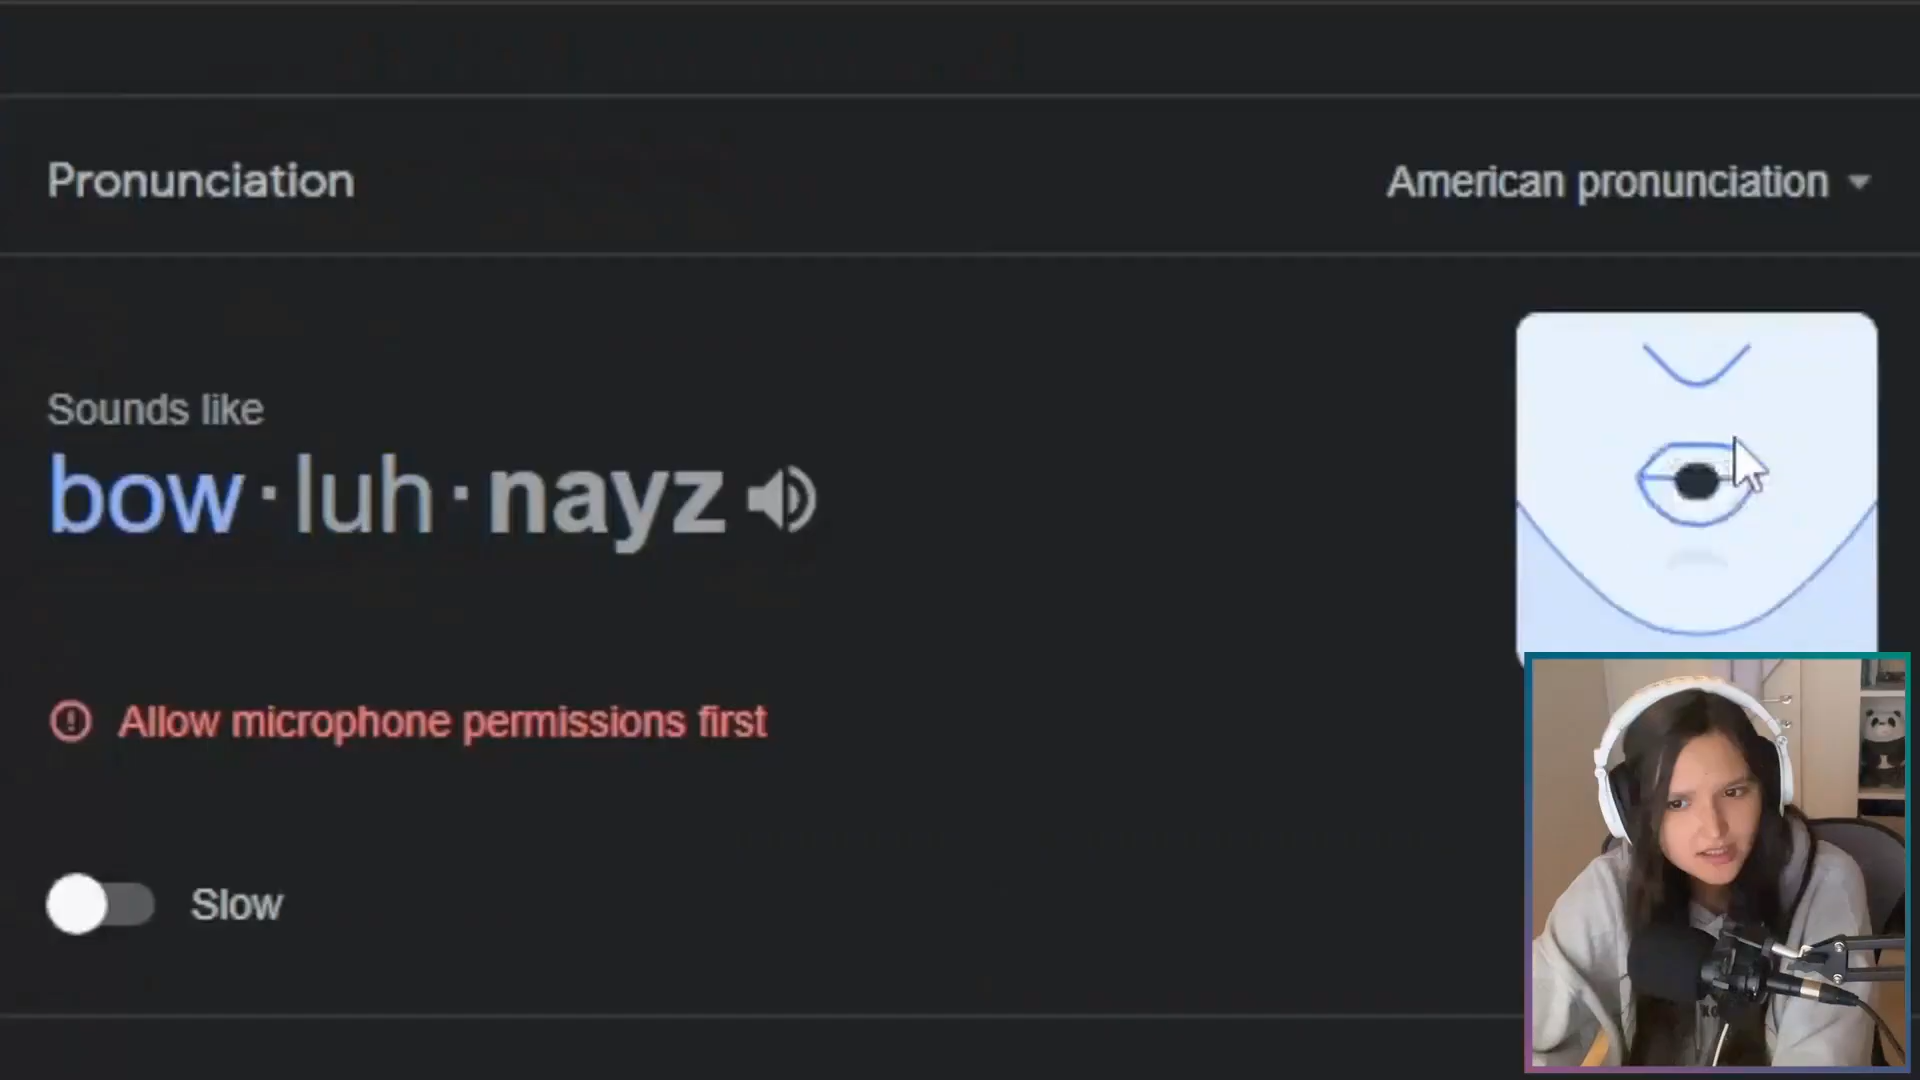 Pronunciation
American pronunciation
Sounds like
bow·luh·nayz
Allow microphone permissions first
Slow